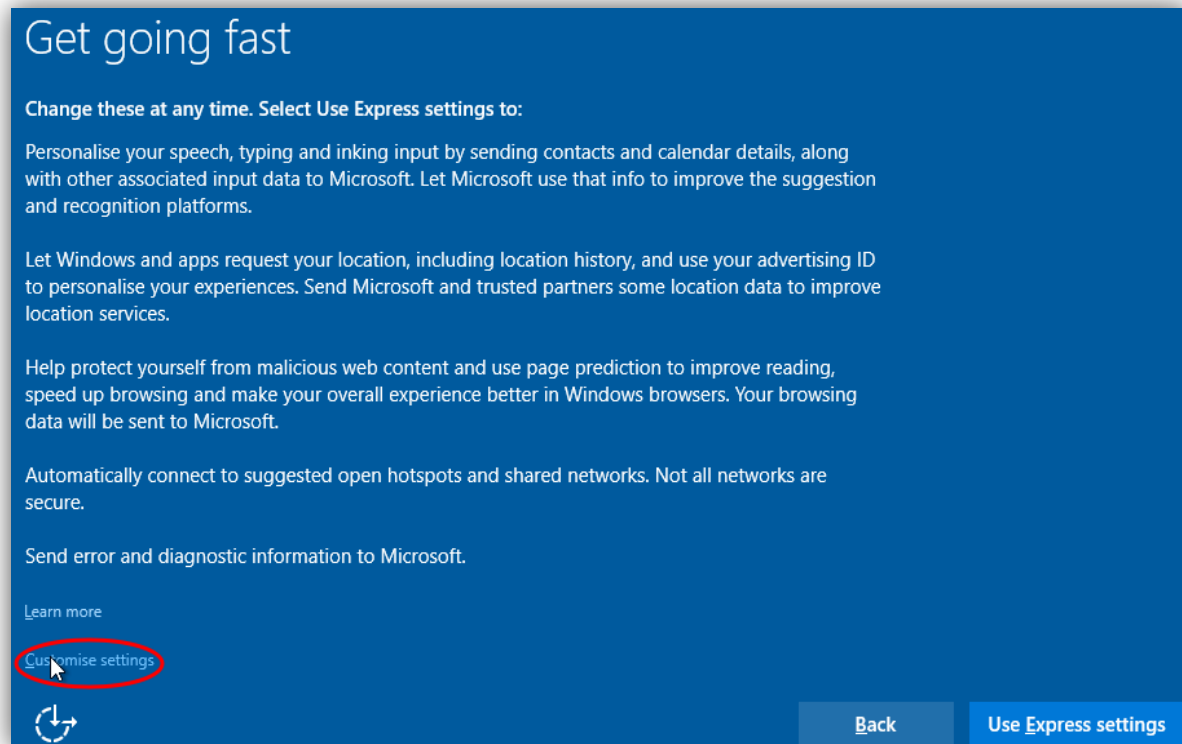 Get going fast
Change these at any time. Select Use Express settings to:
Personalise your speech, typing and inking input by sending contacts and calendar details, along
with other associated input data to Microsoft. Let Microsoft use that info to improve the suggestion
and recognition platforms.
Let Windows and apps request your location, including location history, and use your advertising ID
to personalise your experiences. Send Microsoft and trusted partners some location data to improve
location services.
Help protect yourself from malicious web content and use page prediction to improve reading,
speed up browsing and make your overall experience better in Windows browsers. Your browsing
data will be sent to Microsoft.
Automatically connect to suggested open hotspots and shared networks. Not all networks are
secure.
Send error and diagnostic information to Microsoft.
Learn more
Customise settings
Back
Use Express settings